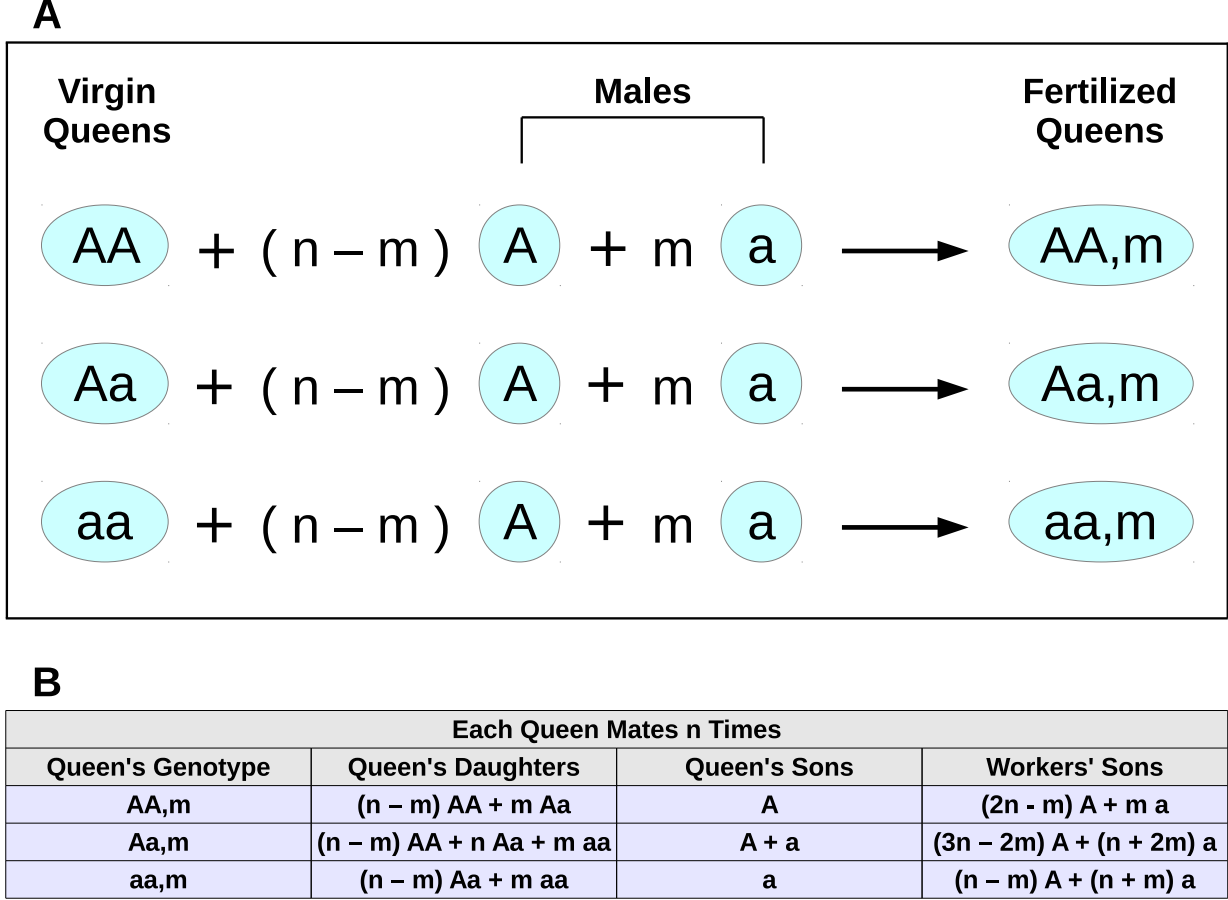 A
Virgin Queens Males Fertilized Queens
AA + ( n – m ) A + m a AA,m
Aa + ( n – m ) A + m a Aa,m
aa + ( n – m ) A + m a aa,m
B
Each Queen Mates n Times
Queen's Genotype Queen's Daughters Queen's Sons Workers' Sons
AA,m (n – m) AA + m Aa A (2n - m) A + m a
Aa,m (n – m) AA + n Aa + m aa A + a (3n – 2m) A + (n + 2m) a
aa,m (n – m) Aa + m aa a (n – m) A + (n + m) a